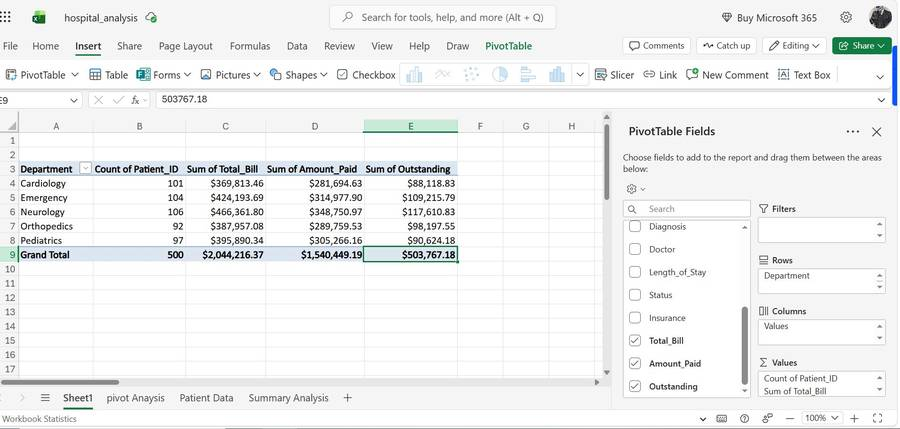 hospital_analysis
Search for tools, help, and more (Alt + Q)
Buy Microsoft 365
File Home Insert Share Page Layout Formulas Data Review View Help Draw PivotTable Comments Catch up Editing Share
PivotTable Table Forms Pictures Shapes Checkbox Slicer Link New Comment Text Box
E9 fx 503767.18
A B C D E F G H
1
2
3 Department Count of Patient_ID Sum of Total_Bill Sum of Amount_Paid Sum of Outstanding
4 Cardiology 101 $369,813.46 $281,694.63 $88,118.83
5 Emergency 104 $424,193.69 $314,977.90 $109,215.79
6 Neurology 106 $466,361.80 $348,750.97 $117,610.83
7 Orthopedics 92 $387,957.08 $289,759.53 $98,197.55
8 Pediatrics 97 $395,890.34 $305,266.16 $90,624.18
9 Grand Total 500 $2,044,216.37 $1,540,449.19 $503,767.18
10
11
12
13
14
15
16
17
PivotTable Fields
Choose fields to add to the report and drag them between the areas
below:
Search
Diagnosis
Doctor
Length_of_Stay
Status
Insurance
Total_Bill
Amount_Paid
Outstanding
Filters
Rows
Department
Columns
Values
Values
Count of Patient_ID
Sum of Total_Bill
Sheet1 pivot Anaysis Patient Data Summary Analysis
Workbook Statistics
100%